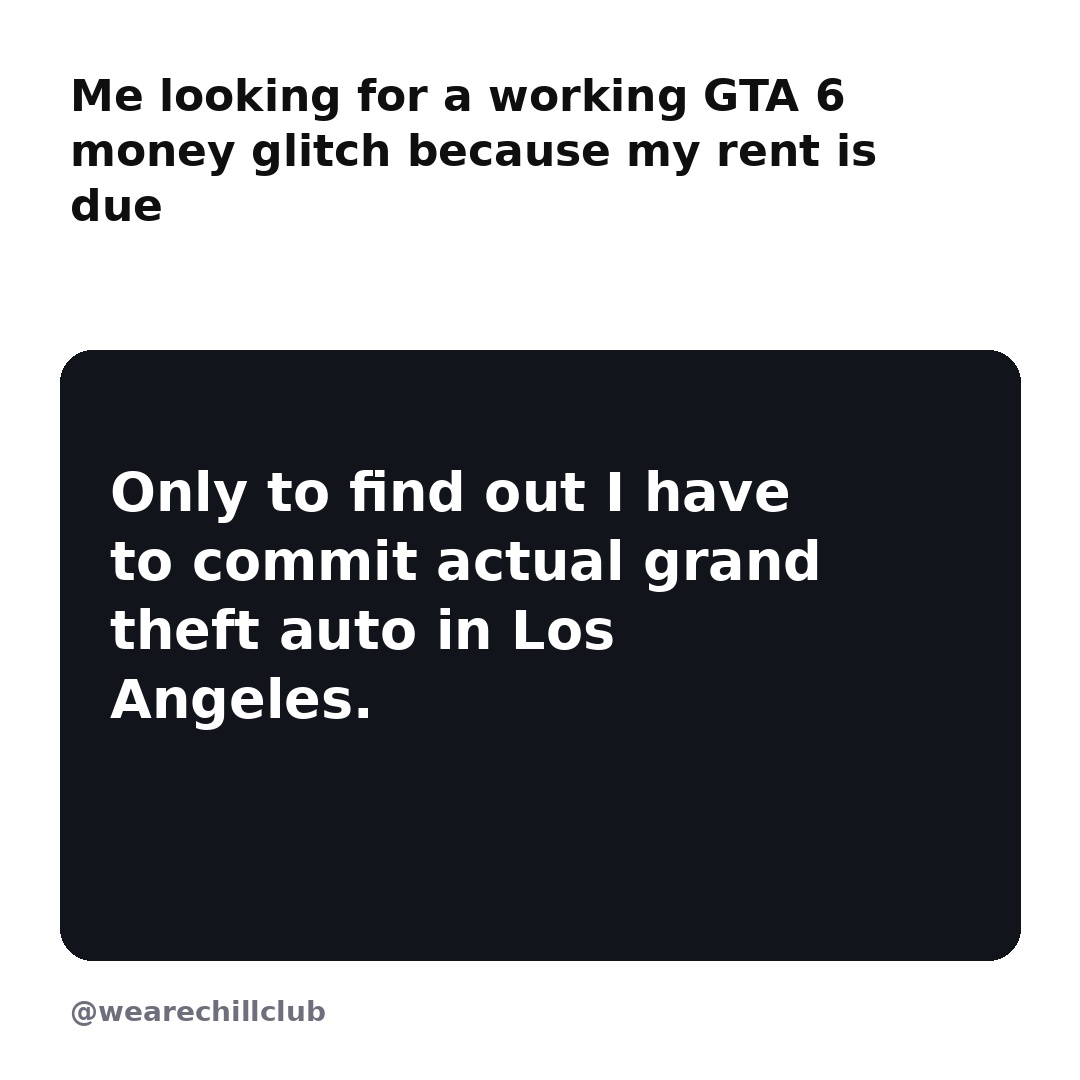 Me looking for a working GTA 6
money glitch because my rent is
due
Only to find out I have
to commit actual grand
theft auto in Los
Angeles.
@wearechillclub